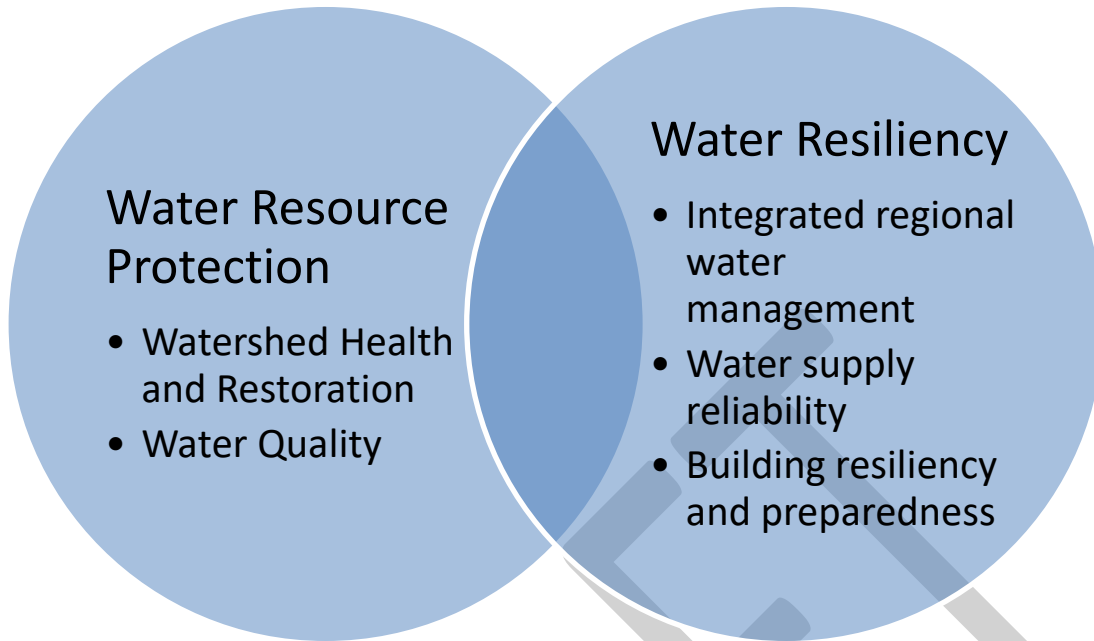 Water Resource
Protection
• Watershed Health
and Restoration
• Water Quality
Water Resiliency
• Integrated regional
water
management
• Water supply
reliability
• Building resiliency
and preparedness